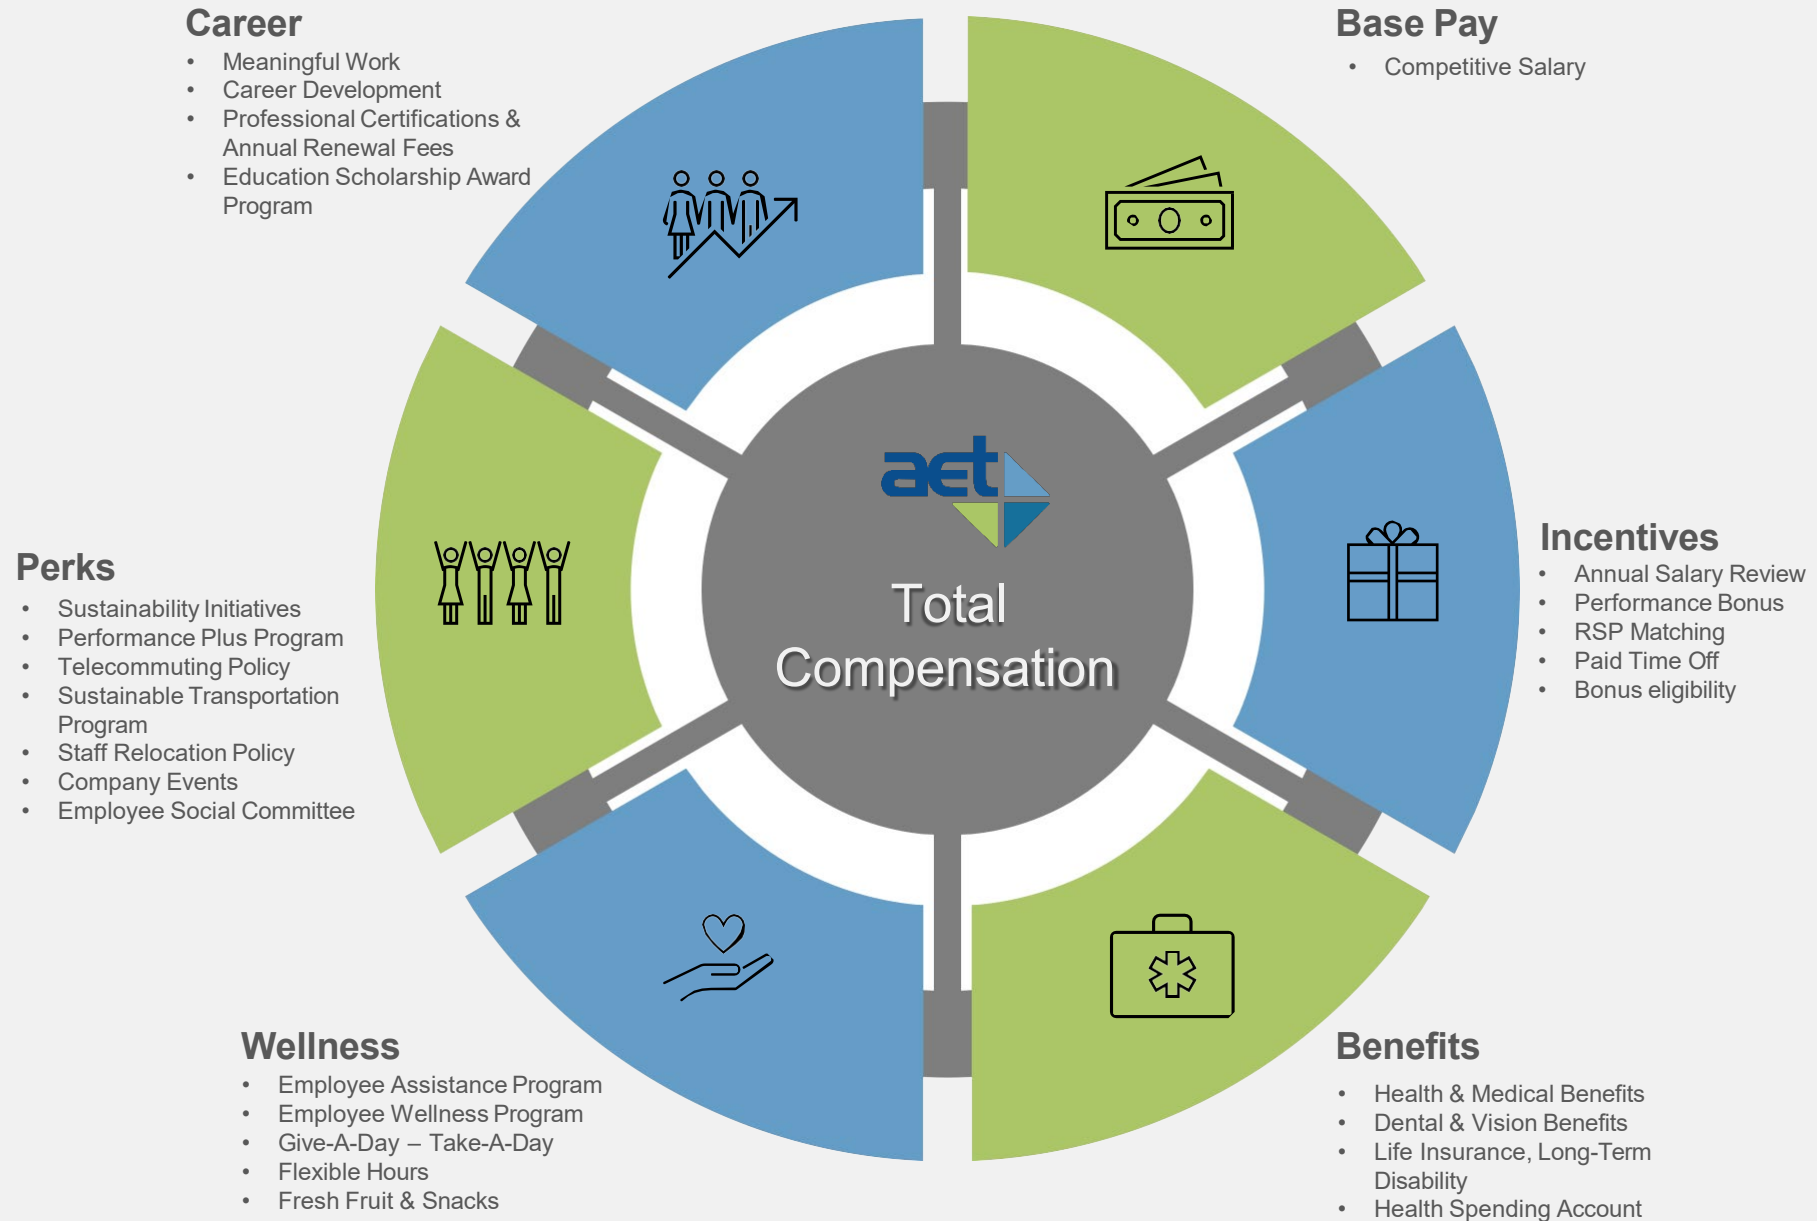 Career
• Meaningful Work
• Career Development
• Professional Certifications &
Annual Renewal Fees
• Education Scholarship Award
Program
Base Pay
• Competitive Salary
aet
Total
Compensation
Incentives
• Annual Salary Review
• Performance Bonus
• RSP Matching
• Paid Time Off
• Bonus eligibility
Perks
• Sustainability Initiatives
• Performance Plus Program
• Telecommuting Policy
• Sustainable Transportation
Program
• Staff Relocation Policy
• Company Events
• Employee Social Committee
Wellness
• Employee Assistance Program
• Employee Wellness Program
• Give-A-Day – Take-A-Day
• Flexible Hours
• Fresh Fruit & Snacks
Benefits
• Health & Medical Benefits
• Dental & Vision Benefits
• Life Insurance, Long-Term
Disability
• Health Spending Account